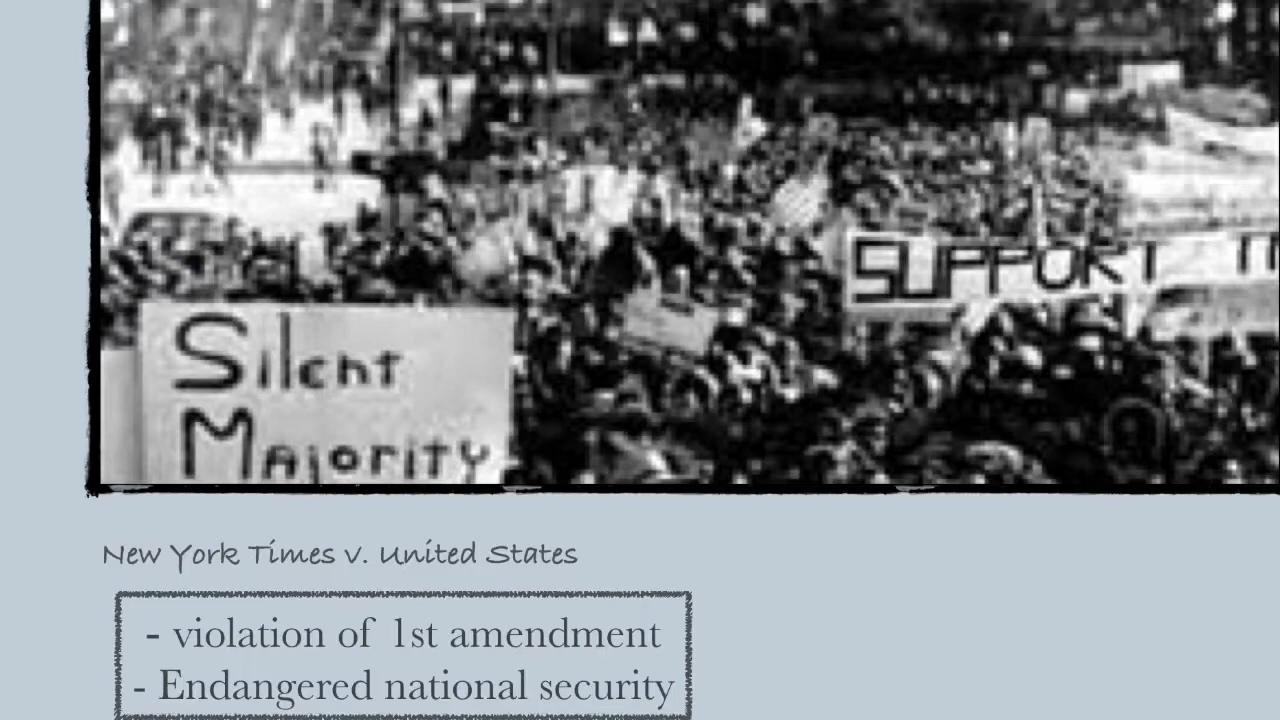 SUPPORT
Silent
Majority
New York Times v. United States
- violation of 1st amendment
- Endangered national security